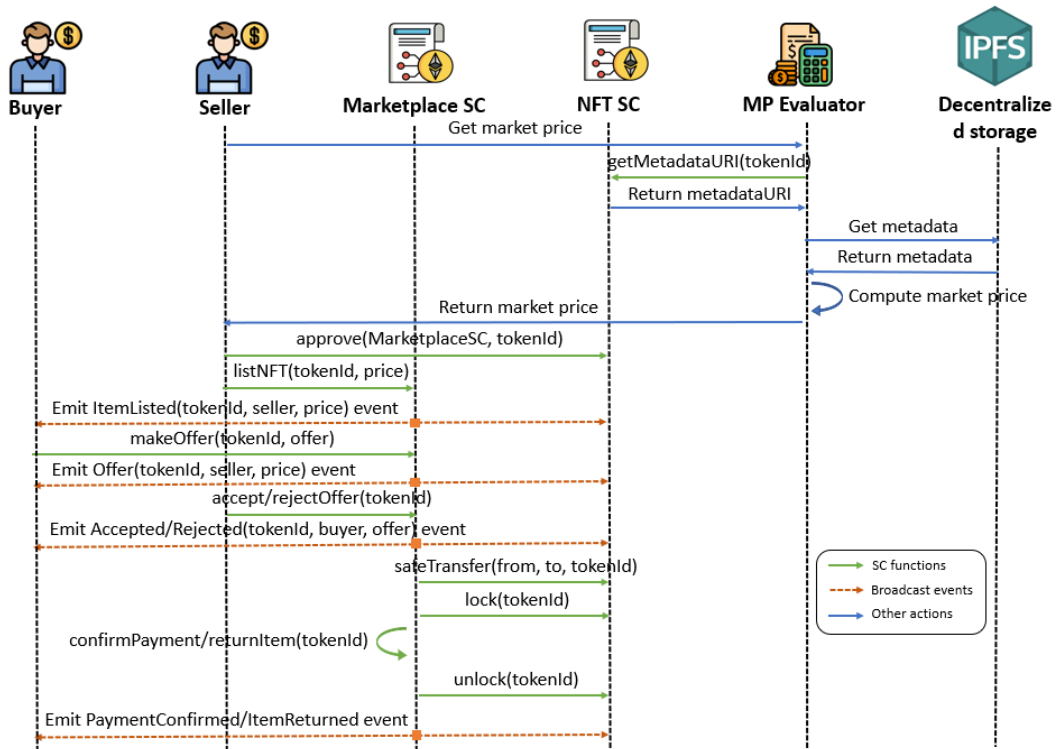 IPFS
Buyer
Seller
Marketplace SC
NFT SC
MP Evaluator
Decentralize
d storage
Get market price
getMetadataURI(tokenId)
Return metadataURI
Get metadata
Return metadata
Compute market price
Return market price
approve(MarketplaceSC, tokenId)
listNFT(tokenId, price)
Emit ItemListed(tokenId, seller, price) event
makeOffer(tokenId, offer)
Emit Offer(tokenId, seller, price) event
accept/rejectOffer(tokenId)
Emit Accepted/Rejected(tokenId, buyer, offer) event
safeTransfer(from, to, tokenId)
lock(tokenId)
confirmPayment/returnItem(tokenId)
unlock(tokenId)
Emit PaymentConfirmed/ItemReturned event
SC functions
Broadcast events
Other actions